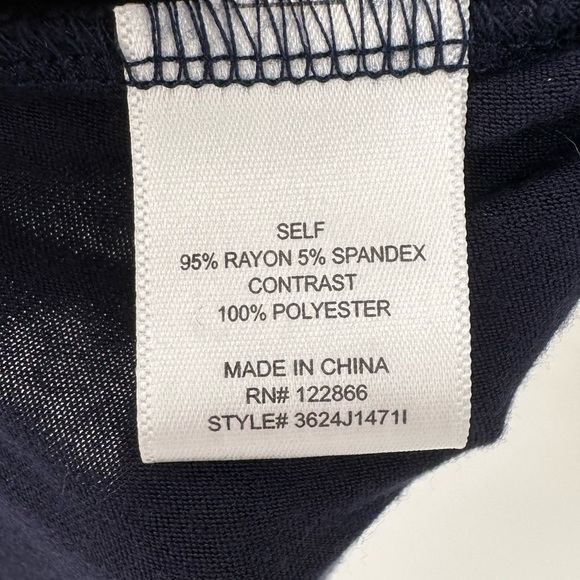 SELF
95% RAYON 5% SPANDEX
CONTRAST
100% POLYESTER
MADE IN CHINA
RN# 122866
STYLE# 3624J1471I